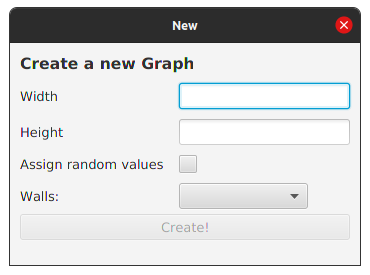 New
Create a new Graph
Width
Height
Assign random values
Walls:
Create!